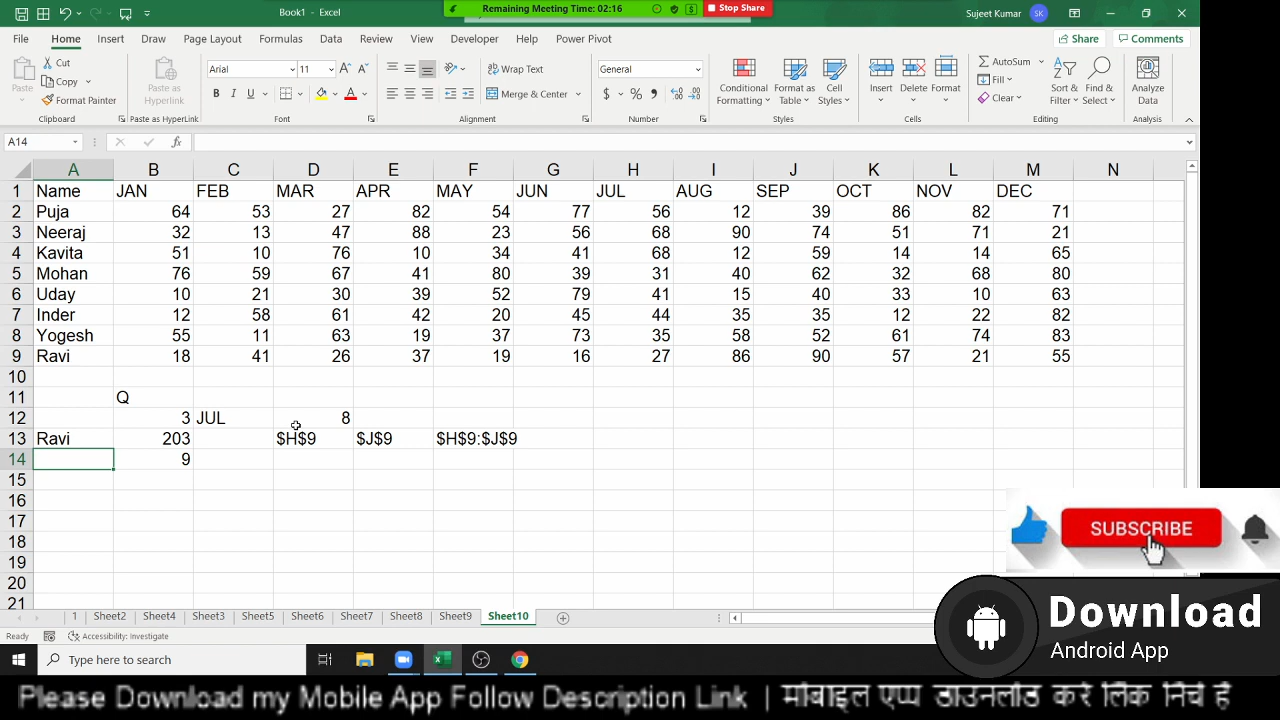 Book1 - Excel
Remaining Meeting Time: 02:16
Stop Share
Sujeet Kumar
SK
File Home Insert Draw Page Layout Formulas Data Review View Developer Help Power Pivot
Share
Comments
Paste
Cut
Copy
Format Painter
Clipboard
Paste as Hyperlink
Paste as HyperLink
Arial
11
B I U
Font
Wrap Text
Merge & Center
Alignment
General
Number
Conditional Formatting
Format as Table
Cell Styles
Styles
Insert
Delete
Format
Cells
AutoSum
Fill
Clear
Sort & Filter
Find & Select
Editing
Analyze Data
Analysis
A14
fx
A B C D E F G H I J K L M N
1 Name JAN FEB MAR APR MAY JUN JUL AUG SEP OCT NOV DEC
2 Puja 64 53 27 82 54 77 56 12 39 86 82 71
3 Neeraj 32 13 47 88 23 56 68 90 74 51 71 21
4 Kavita 51 10 76 10 34 41 68 12 59 14 14 65
5 Mohan 76 59 67 41 80 39 31 40 62 32 68 80
6 Uday 10 21 30 39 52 79 41 15 40 33 10 63
7 Inder 12 58 61 42 20 45 44 35 35 12 22 82
8 Yogesh 55 11 63 19 37 73 35 58 52 61 74 83
9 Ravi 18 41 26 37 19 16 27 86 90 57 21 55
10
11 Q
12 3 JUL 8
13 Ravi 203 $H$9 $J$9 $H$9:$J$9
14 9
15
16
17
18
19
20
21
SUBSCRIBE
Download
Android App
1 Sheet2 Sheet4 Sheet3 Sheet5 Sheet6 Sheet7 Sheet8 Sheet9 Sheet10
Ready
Accessibility: Investigate
Type here to search
Please Download my Mobile App Follow Description Link | मोबाइल एप्प डाउनलोड करे लिंक निचे है